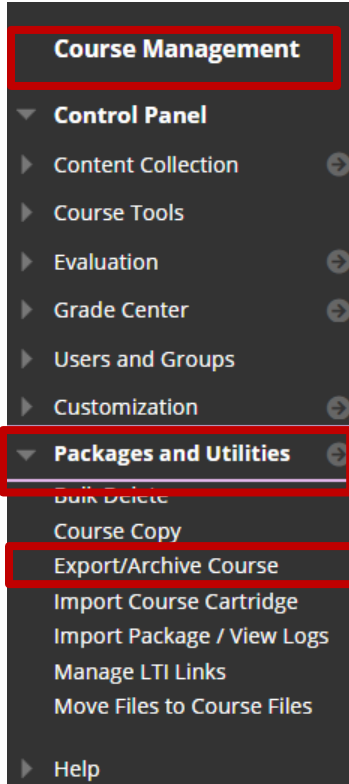 Course Management
Control Panel
Content Collection
Course Tools
Evaluation
Grade Center
Users and Groups
Customization
Packages and Utilities
Bulk Delete
Course Copy
Export/Archive Course
Import Course Cartridge
Import Package / View Logs
Manage LTI Links
Move Files to Course Files
Help